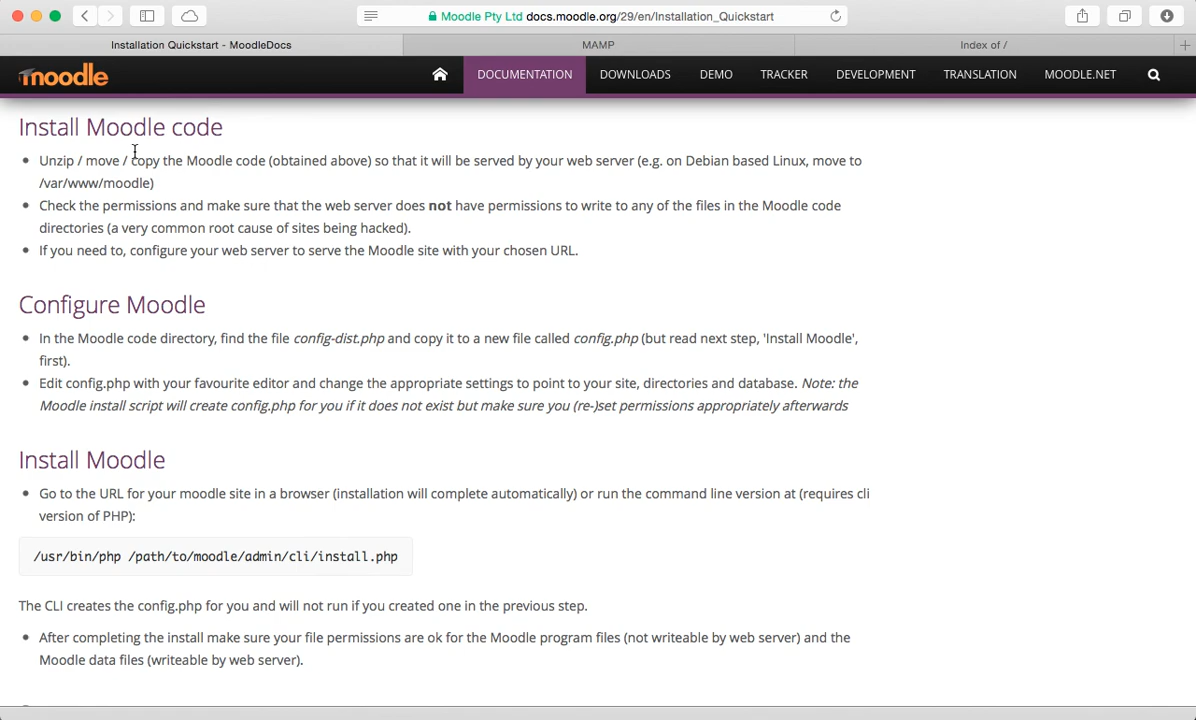 Moodle Pty Ltd docs.moodle.org/29/en/Installation_Quickstart
Installation Quickstart - MoodleDocs
MAMP
Index of /
moodle
DOCUMENTATION
DOWNLOADS
DEMO
TRACKER
DEVELOPMENT
TRANSLATION
MOODLE.NET
Install Moodle code
Unzip / move / copy the Moodle code (obtained above) so that it will be served by your web server (e.g. on Debian based Linux, move to
/var/www/moodle)
Check the permissions and make sure that the web server does not have permissions to write to any of the files in the Moodle code
directories (a very common root cause of sites being hacked).
If you need to, configure your web server to serve the Moodle site with your chosen URL.
Configure Moodle
In the Moodle code directory, find the file config-dist.php and copy it to a new file called config.php (but read next step, 'Install Moodle',
first).
Edit config.php with your favourite editor and change the appropriate settings to point to your site, directories and database. Note: the
Moodle install script will create config.php for you if it does not exist but make sure you (re-)set permissions appropriately afterwards
Install Moodle
Go to the URL for your moodle site in a browser (installation will complete automatically) or run the command line version at (requires cli
version of PHP):
/usr/bin/php /path/to/moodle/admin/cli/install.php
The CLI creates the config.php for you and will not run if you created one in the previous step.
After completing the install make sure your file permissions are ok for the Moodle program files (not writeable by web server) and the
Moodle data files (writeable by web server).